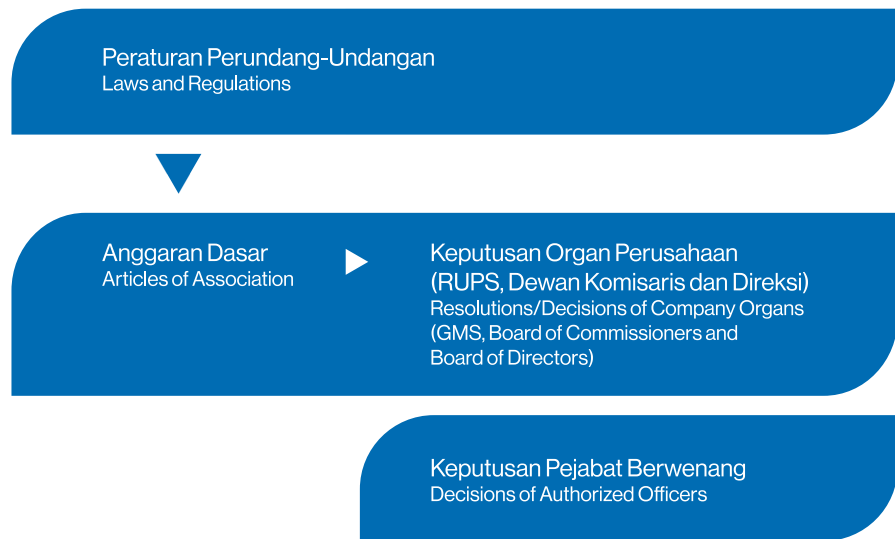 Peraturan Perundang-Undangan
Laws and Regulations
Anggaran Dasar
Articles of Association
Keputusan Organ Perusahaan
(RUPS, Dewan Komisaris dan Direksi)
Resolutions/Decisions of Company Organs
(GMS, Board of Commissioners and
Board of Directors)
Keputusan Pejabat Berwenang
Decisions of Authorized Officers